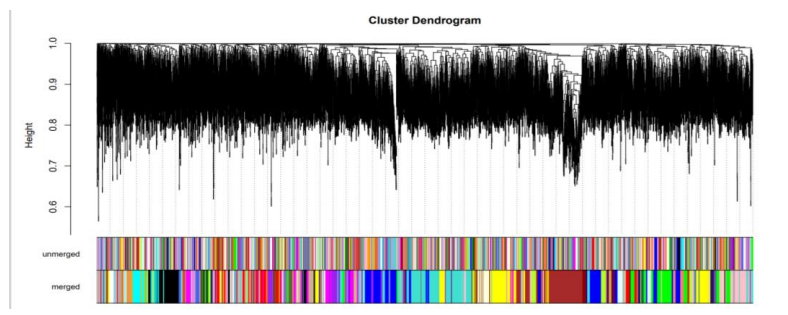 Cluster Dendrogram
Height
1.0
0.9
0.8
0.7
0.6
unmerged
merged